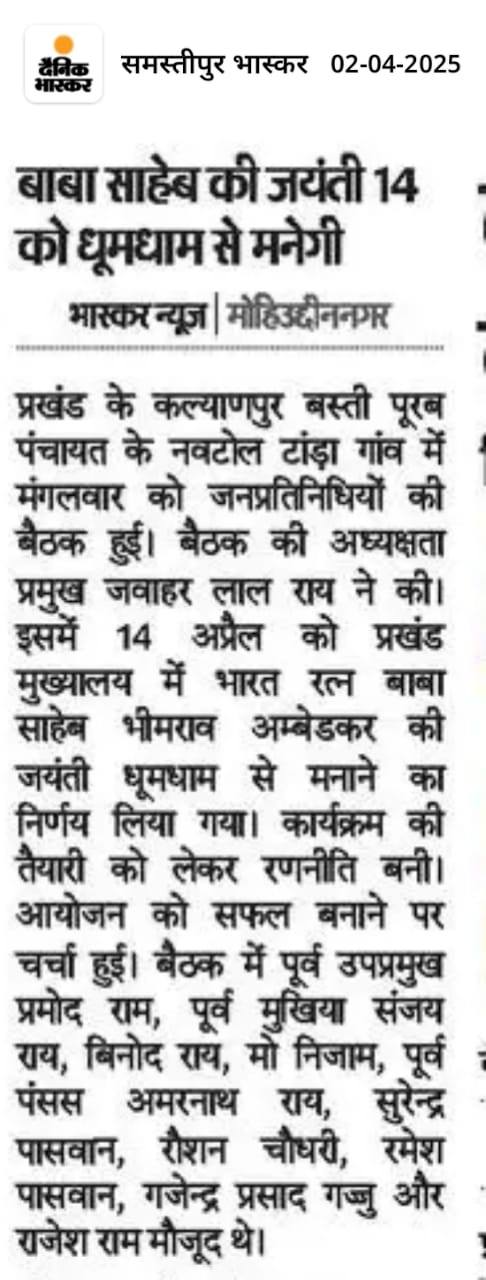 दैनिक
भास्कर
समस्तीपुर भास्कर 02-04-2025
बाबा साहेब की जयंती 14
को धूमधाम से मनेगी
भास्कर न्यूज | मोहिउद्दीननगर
प्रखंड के कल्याणपुर बस्ती पूरब
पंचायत के नवटोल टांड़ा गांव में
मंगलवार को जनप्रतिनिधियों की
बैठक हुई। बैठक की अध्यक्षता
प्रमुख जवाहर लाल राय ने की।
इसमें 14 अप्रैल को प्रखंड
मुख्यालय में भारत रत्न बाबा
साहेब भीमराव अम्बेडकर की
जयंती धूमधाम से मनाने का
निर्णय लिया गया। कार्यक्रम की
तैयारी को लेकर रणनीति बनी।
आयोजन को सफल बनाने पर
चर्चा हुई। बैठक में पूर्व उपप्रमुख
प्रमोद राम, पूर्व मुखिया संजय
राय, बिनोद राय, मो निजाम, पूर्व
पंसस अमरनाथ राय, सुरेन्द्र
पासवान, रौशन चौधरी, रमेश
पासवान, गजेन्द्र प्रसाद गज्जु और
राजेश राम मौजूद थे।